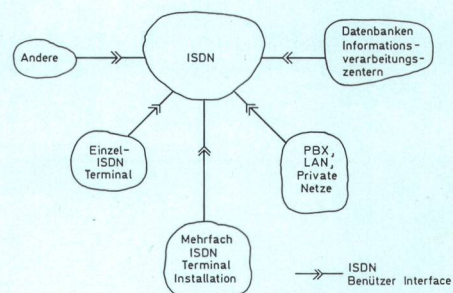 Andere
ISDN
Datenbanken
Informations-
verarbeitungs-
zentern
Einzel-
ISDN
Terminal
PBX,
LAN,
Private
Netze
Mehrfach
ISDN
Terminal
Installation
ISDN
Benützer Interface